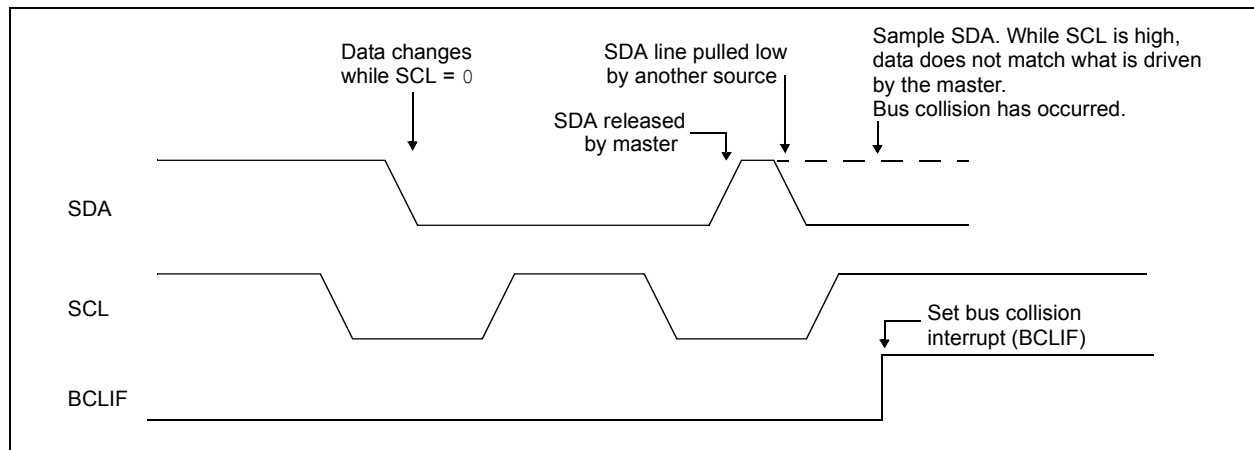 Data changes
while SCL = 0
SDA line pulled low
by another source
Sample SDA. While SCL is high,
data does not match what is driven
by the master.
Bus collision has occurred.
SDA released
by master
SDA
SCL
Set bus collision
interrupt (BCLIF)
BCLIF